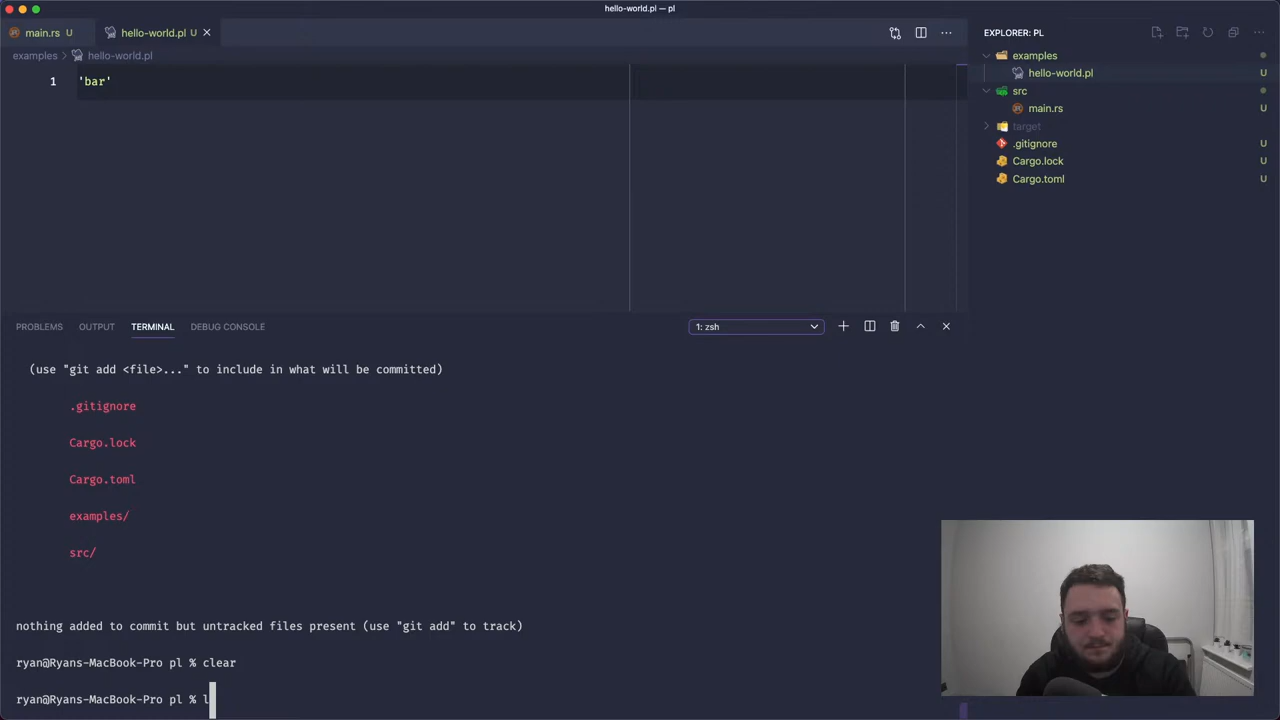 hello-world.pl — pl
main.rs U
hello-world.pl U
EXPLORER: PL
examples
hello-world.pl
1 'bar'
examples
hello-world.pl U
src
main.rs U
target
.gitignore U
Cargo.lock U
Cargo.toml U
PROBLEMS OUTPUT TERMINAL DEBUG CONSOLE
1: zsh
(use "git add <file>..." to include in what will be committed)
.gitignore
Cargo.lock
Cargo.toml
examples/
src/
nothing added to commit but untracked files present (use "git add" to track)
ryan@Ryans-MacBook-Pro pl % clear
ryan@Ryans-MacBook-Pro pl % l